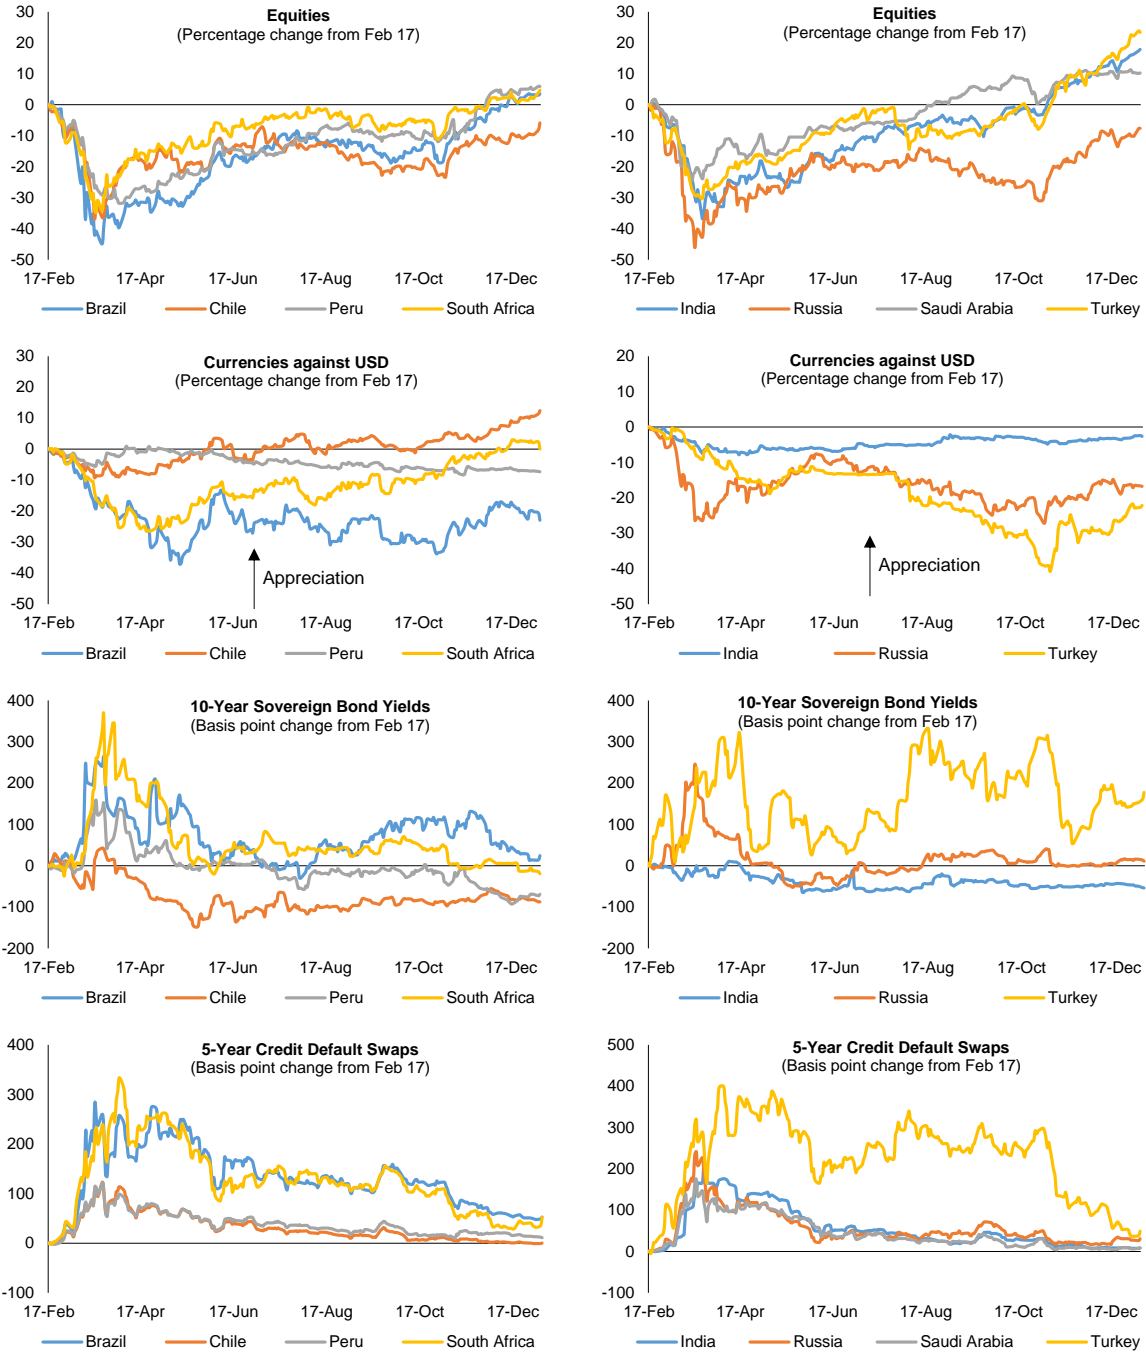 Equities
(Percentage change from Feb 17)
30
20
10
0
-10
-20
-30
-40
-50
17-Feb 17-Apr 17-Jun 17-Aug 17-Oct 17-Dec
Brazil Chile Peru South Africa
Equities
(Percentage change from Feb 17)
30
20
10
0
-10
-20
-30
-40
-50
17-Feb 17-Apr 17-Jun 17-Aug 17-Oct 17-Dec
India Russia Saudi Arabia Turkey
Currencies against USD
(Percentage change from Feb 17)
30
20
10
0
-10
-20
-30
-40
-50
Appreciation
17-Feb 17-Apr 17-Jun 17-Aug 17-Oct 17-Dec
Brazil Chile Peru South Africa
Currencies against USD
(Percentage change from Feb 17)
20
10
0
-10
-20
-30
-40
-50
Appreciation
17-Feb 17-Apr 17-Jun 17-Aug 17-Oct 17-Dec
India Russia Turkey
10-Year Sovereign Bond Yields
(Basis point change from Feb 17)
400
300
200
100
0
-100
-200
17-Feb 17-Apr 17-Jun 17-Aug 17-Oct 17-Dec
Brazil Chile Peru South Africa
10-Year Sovereign Bond Yields
(Basis point change from Feb 17)
400
300
200
100
0
-100
-200
17-Feb 17-Apr 17-Jun 17-Aug 17-Oct 17-Dec
India Russia Turkey
5-Year Credit Default Swaps
(Basis point change from Feb 17)
400
300
200
100
0
-100
17-Feb 17-Apr 17-Jun 17-Aug 17-Oct 17-Dec
Brazil Chile Peru South Africa
5-Year Credit Default Swaps
(Basis point change from Feb 17)
500
400
300
200
100
0
-100
17-Feb 17-Apr 17-Jun 17-Aug 17-Oct 17-Dec
India Russia Saudi Arabia Turkey